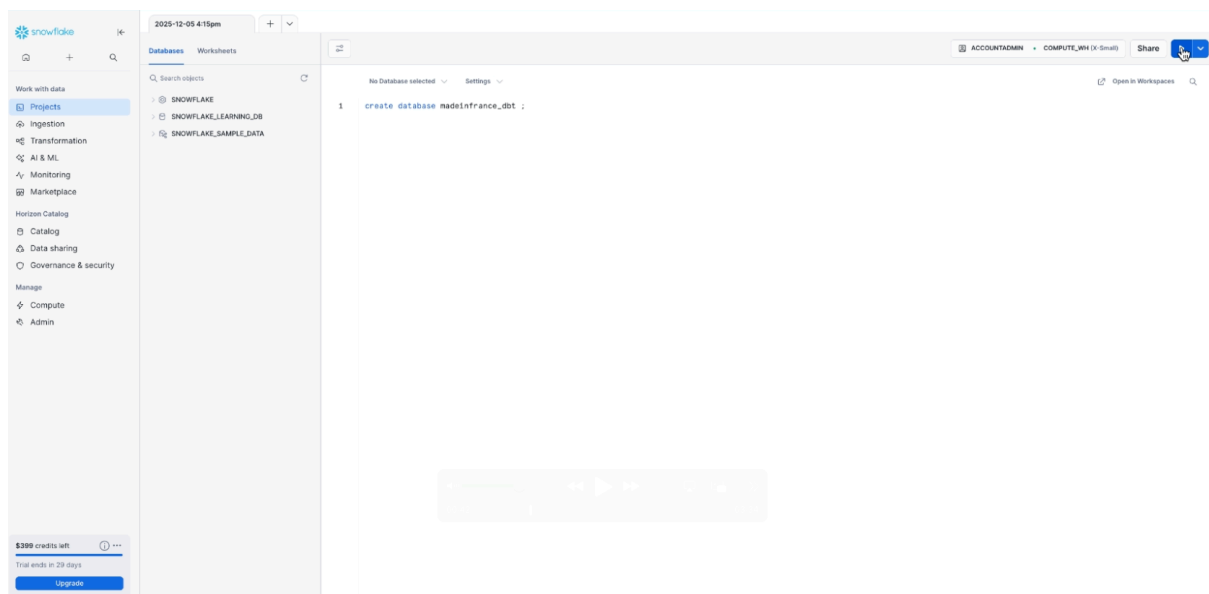 snowflake
Work with data
Projects
Ingestion
Transformation
AI & ML
Monitoring
Marketplace
Horizon Catalog
Catalog
Data sharing
Governance & security
Manage
Compute
Admin
$399 credits left
Trial ends in 29 days
Upgrade
2025-12-05 4:15pm
Databases Worksheets
Search objects
SNOWFLAKE
SNOWFLAKE_LEARNING_DB
SNOWFLAKE_SAMPLE_DATA
ACCOUNTADMIN COMPUTE_WH (X-Small) Share
No Database selected Settings Open in Workspaces
1 create database madeinfrance_dbt ;